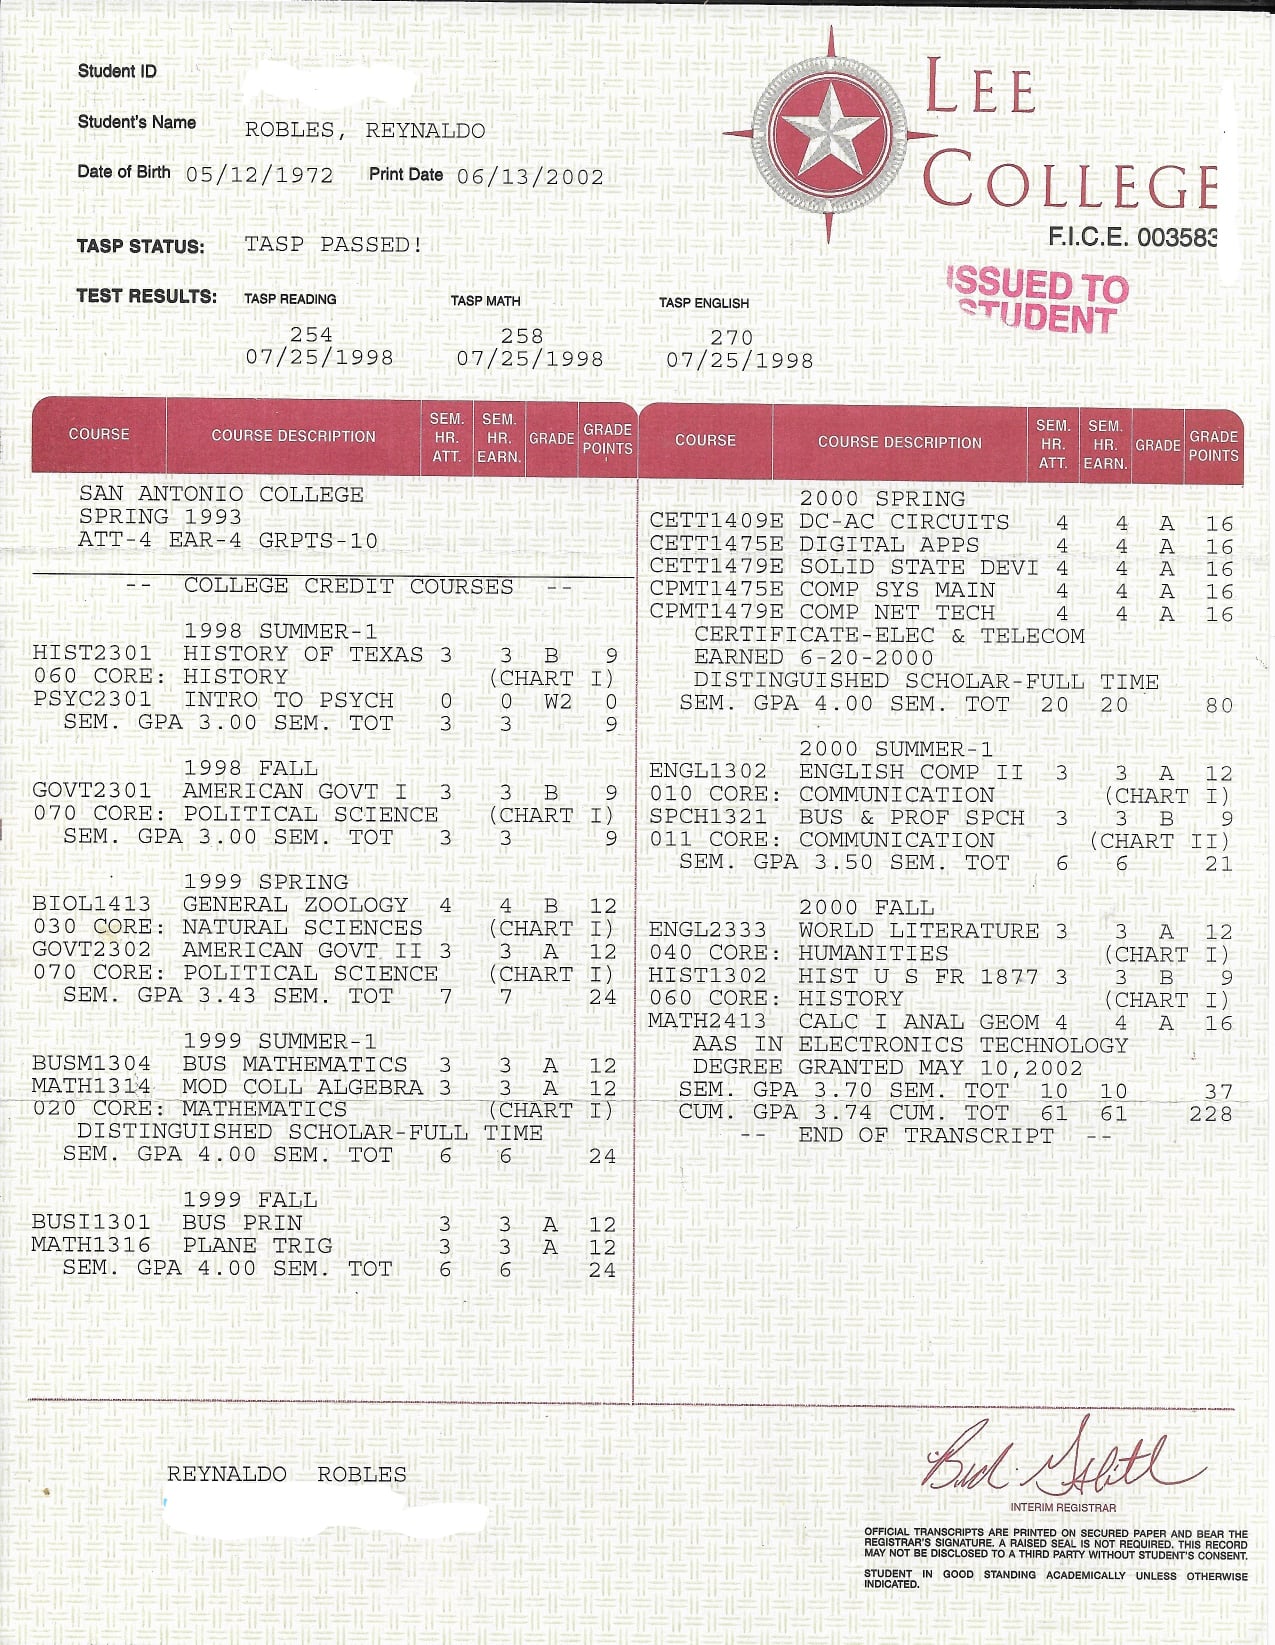 Student ID
Student's Name ROBLES, REYNALDO
Date of Birth 05/12/1972 Print Date 06/13/2002
TASP STATUS: TASP PASSED!
TEST RESULTS: TASP READING TASP MATH TASP ENGLISH
254 258 270
07/25/1998 07/25/1998 07/25/1998
LEE
COLLEGE
F.I.C.E. 003583
ISSUED TO
STUDENT
COURSE COURSE DESCRIPTION SEM. HR. ATT. SEM. HR. EARN. GRADE GRADE POINTS
SAN ANTONIO COLLEGE
SPRING 1993
ATT-4 EAR-4 GRPTS-10
-- COLLEGE CREDIT COURSES --
1998 SUMMER-1
HIST2301 HISTORY OF TEXAS 3 3 B 9
060 CORE: HISTORY (CHART I)
PSYC2301 INTRO TO PSYCH 0 0 W2 0
SEM. GPA 3.00 SEM. TOT 3 3 9
1998 FALL
GOVT2301 AMERICAN GOVT I 3 3 B 9
070 CORE: POLITICAL SCIENCE (CHART I)
SEM. GPA 3.00 SEM. TOT 3 3 9
1999 SPRING
BIOL1413 GENERAL ZOOLOGY 4 4 B 12
030 CORE: NATURAL SCIENCES (CHART I)
GOVT2302 AMERICAN GOVT II 3 3 A 12
070 CORE: POLITICAL SCIENCE (CHART I)
SEM. GPA 3.43 SEM. TOT 7 7 24
1999 SUMMER-1
BUSM1304 BUS MATHEMATICS 3 3 A 12
MATH1314 MOD COLL ALGEBRA 3 3 A 12
020 CORE: MATHEMATICS (CHART I)
DISTINGUISHED SCHOLAR-FULL TIME
SEM. GPA 4.00 SEM. TOT 6 6 24
1999 FALL
BUSI1301 BUS PRIN 3 3 A 12
MATH1316 PLANE TRIG 3 3 A 12
SEM. GPA 4.00 SEM. TOT 6 6 24
COURSE COURSE DESCRIPTION SEM. HR. ATT. SEM. HR. EARN. GRADE GRADE POINTS
2000 SPRING
CETT1409E DC-AC CIRCUITS 4 4 A 16
CETT1475E DIGITAL APPS 4 4 A 16
CETT1479E SOLID STATE DEVI 4 4 A 16
CPMT1475E COMP SYS MAIN 4 4 A 16
CPMT1479E COMP NET TECH 4 4 A 16
CERTIFICATE-ELEC & TELECOM
EARNED 6-20-2000
DISTINGUISHED SCHOLAR-FULL TIME
SEM. GPA 4.00 SEM. TOT 20 20 80
2000 SUMMER-1
ENGL1302 ENGLISH COMP II 3 3 A 12
010 CORE: COMMUNICATION (CHART I)
SPCH1321 BUS & PROF SPCH 3 3 B 9
011 CORE: COMMUNICATION (CHART II)
SEM. GPA 3.50 SEM. TOT 6 6 21
2000 FALL
ENGL2333 WORLD LITERATURE 3 3 A 12
040 CORE: HUMANITIES (CHART I)
HIST1302 HIST U S FR 1877 3 3 B 9
060 CORE: HISTORY (CHART I)
MATH2413 CALC I ANAL GEOM 4 4 A 16
AAS IN ELECTRONICS TECHNOLOGY
DEGREE GRANTED MAY 10,2002
SEM. GPA 3.70 SEM. TOT 10 10 37
CUM. GPA 3.74 CUM. TOT 61 61 228
-- END OF TRANSCRIPT --
REYNALDO ROBLES
INTERIM REGISTRAR
OFFICIAL TRANSCRIPTS ARE PRINTED ON SECURED PAPER AND BEAR THE
REGISTRAR'S SIGNATURE. A RAISED SEAL IS NOT REQUIRED. THIS RECORD
MAY NOT BE DISCLOSED TO A THIRD PARTY WITHOUT STUDENT'S CONSENT.
STUDENT IN GOOD STANDING ACADEMICALLY UNLESS OTHERWISE
INDICATED.